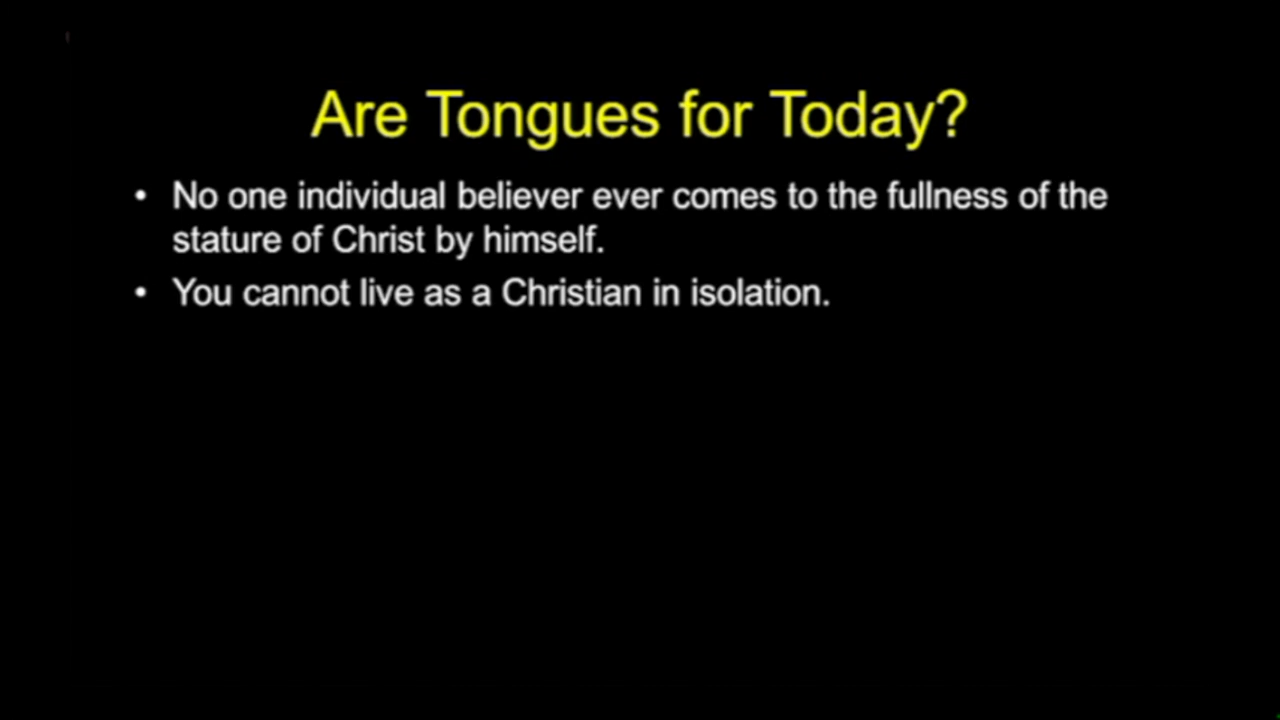 Are Tongues for Today?
• No one individual believer ever comes to the fullness of the
stature of Christ by himself.
• You cannot live as a Christian in isolation.